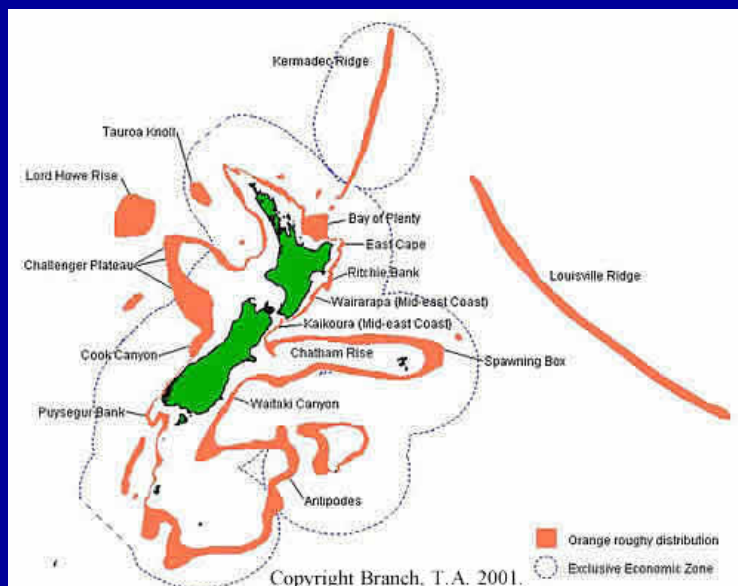 Kermadec Ridge
Tauroa Knoll
Lord Howe Rise
Bay of Plenty
East Cape
Challenger Plateau
Ritchie Bank
Louisville Ridge
Wairarapa (Mid-east Coast)
Kaikoura (Mid-east Coast)
Cook Canyon
Chatham Rise
Spawning Box
Puysegur Bank
Waitaki Canyon
Antipodes
Orange roughy distribution
Exclusive Economic Zone
Copyright Branch, T.A. 2001.